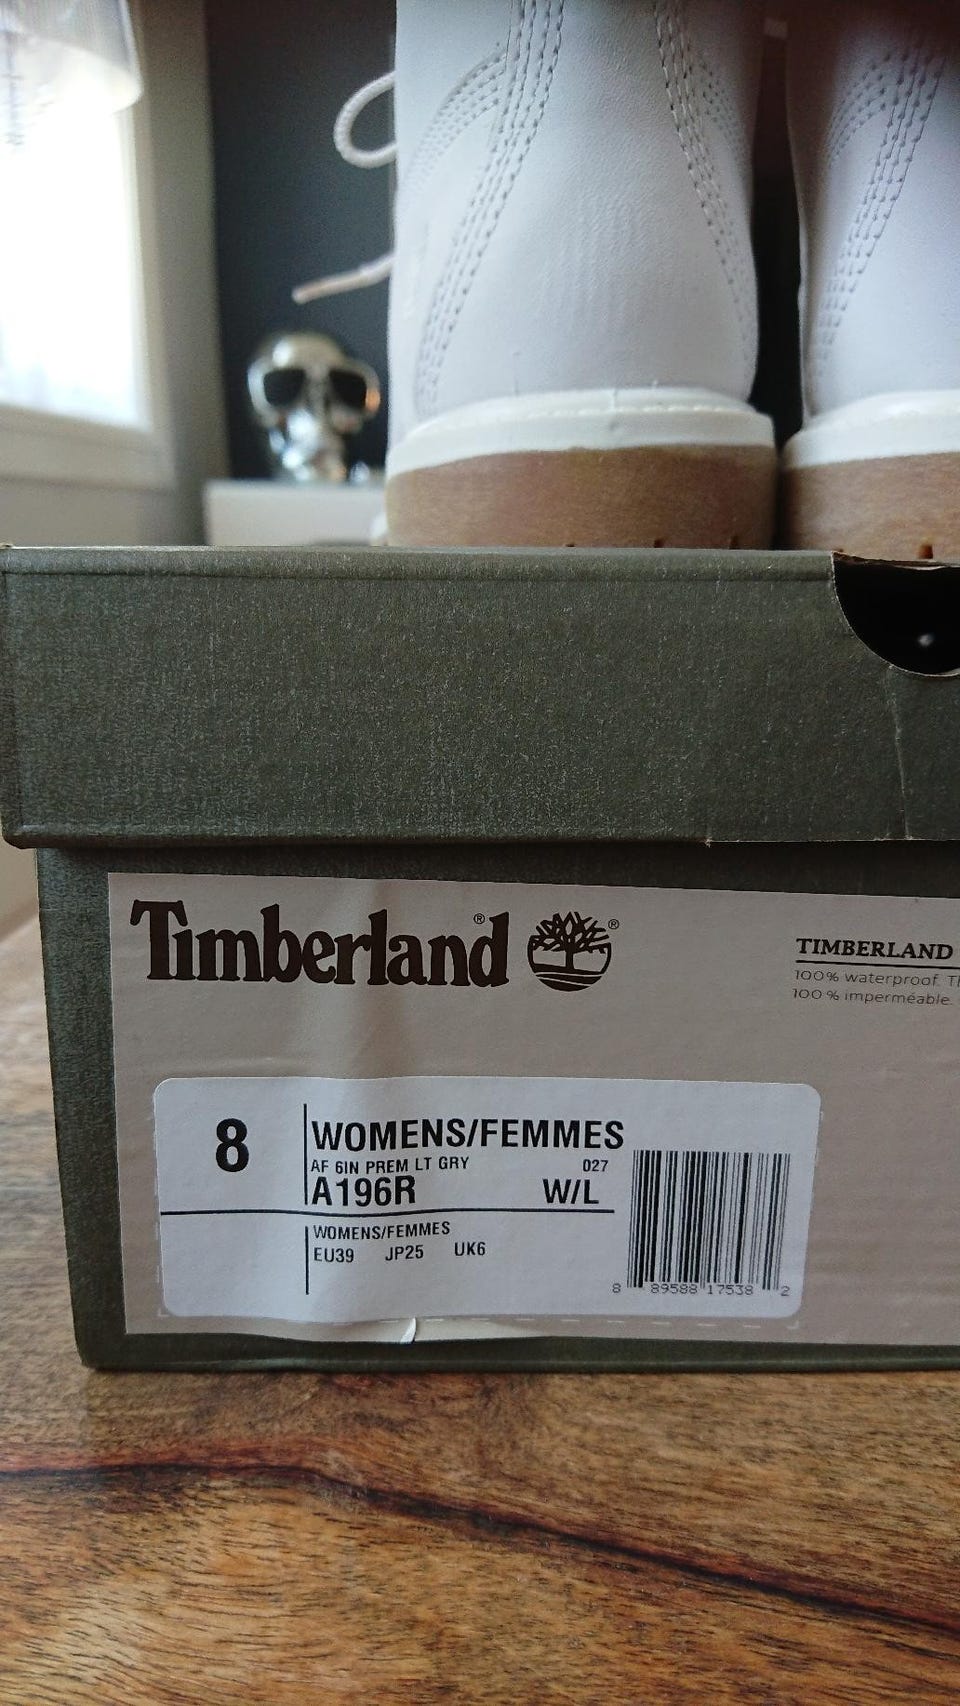 Timberland® ®
TIMBERLAND
100% waterproof.
100% imperméable.
8
WOMENS/FEMMES
AF 6IN PREM LT GRY 027
A196R W/L
WOMENS/FEMMES
EU39 JP25 UK6
8 89588 17538 2